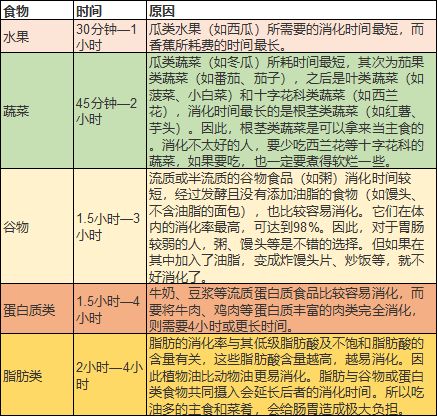 食物 时间 原因
水果
30分钟—1
小时
瓜类水果（如西瓜）所需要的消化时间最短，而
香蕉所耗费的时间最长。
蔬菜
45分钟—2
小时
瓜类蔬菜（如冬瓜）所耗时间最短，其次为茄果
类蔬菜（如番茄、茄子），之后是叶类蔬菜（如
菠菜、小白菜）和十字花科类蔬菜（如西兰
花），消化时间最长的是根茎类蔬菜（如红薯、
芋头）。因此，根茎类蔬菜是可以拿来当主食的
。消化不太好的人，要少吃西兰花等十字花科的
蔬菜，如果要吃，也一定要煮得软烂一些。
谷物
1.5小时—3
小时
流质或半流质的谷物食品（如粥）消化时间较
短，经过发酵且没有添加油脂的食物（如馒头、
不含油脂的面包），也比较容易消化。它们在体
内的消化率最高，可达到98%。因此，对于胃肠
较弱的人，粥、馒头等是不错的选择。但如果在
其中加入了油脂，变成炸馒头片、炒饭等，就不
好消化了。
蛋白质类
1.5小时—4
小时
牛奶、豆浆等流质蛋白质食品比较容易消化，而
要将牛肉、鸡肉等蛋白质丰富的肉类完全消化，
则需要4小时或更长时间。
脂肪类
2小时—4小时
脂肪的消化率与其低级脂肪酸及不饱和脂肪酸的
含量有关，这些脂肪酸含量越高，越易消化。因
此植物油比动物油更易消化。脂肪与谷物或蛋白
类食物共同摄入会延长后者的消化时间。所以吃
油多的主食和菜肴，会给肠胃造成极大负担。